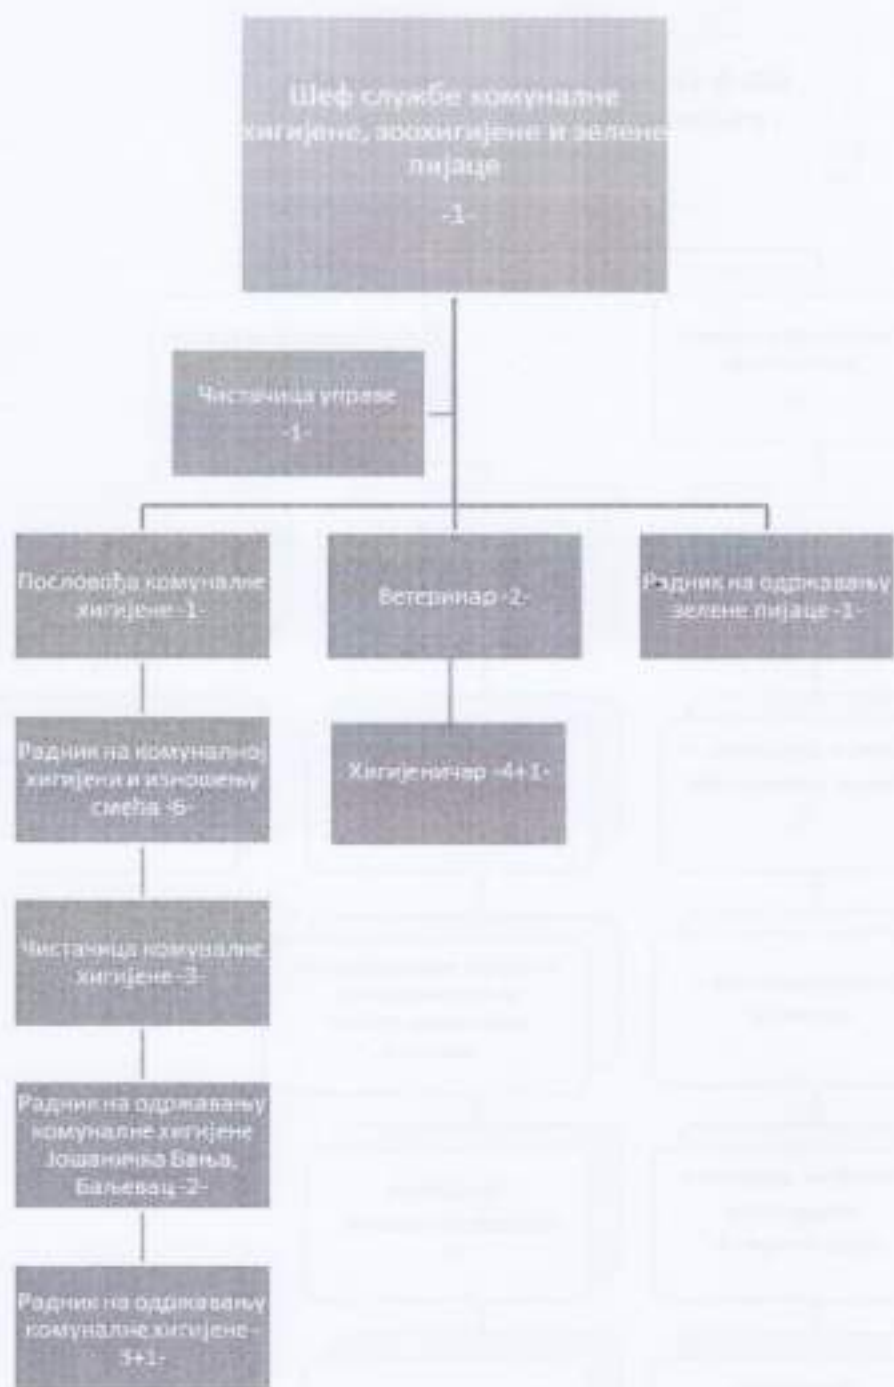 Шеф службе комуналне
хигијене, зоохигијене и зелене
пијаце
-1-
Чистачица управе
-1-
Пословођа комуналне
хигијене -1-
Ветеринар -2-
Радник на одржавању
зелене пијаце -1-
Радник на комуналној
хигијени и изношењу
смећа -6-
Хигијеничар -4+1-
Чистачица комуналне
хигијене -3-
Радник на одржавању
комуналне хигијене
Јошаничка Бања,
Баљевац -2-
Радник на одржавању
комуналне хигијене -
3+1-